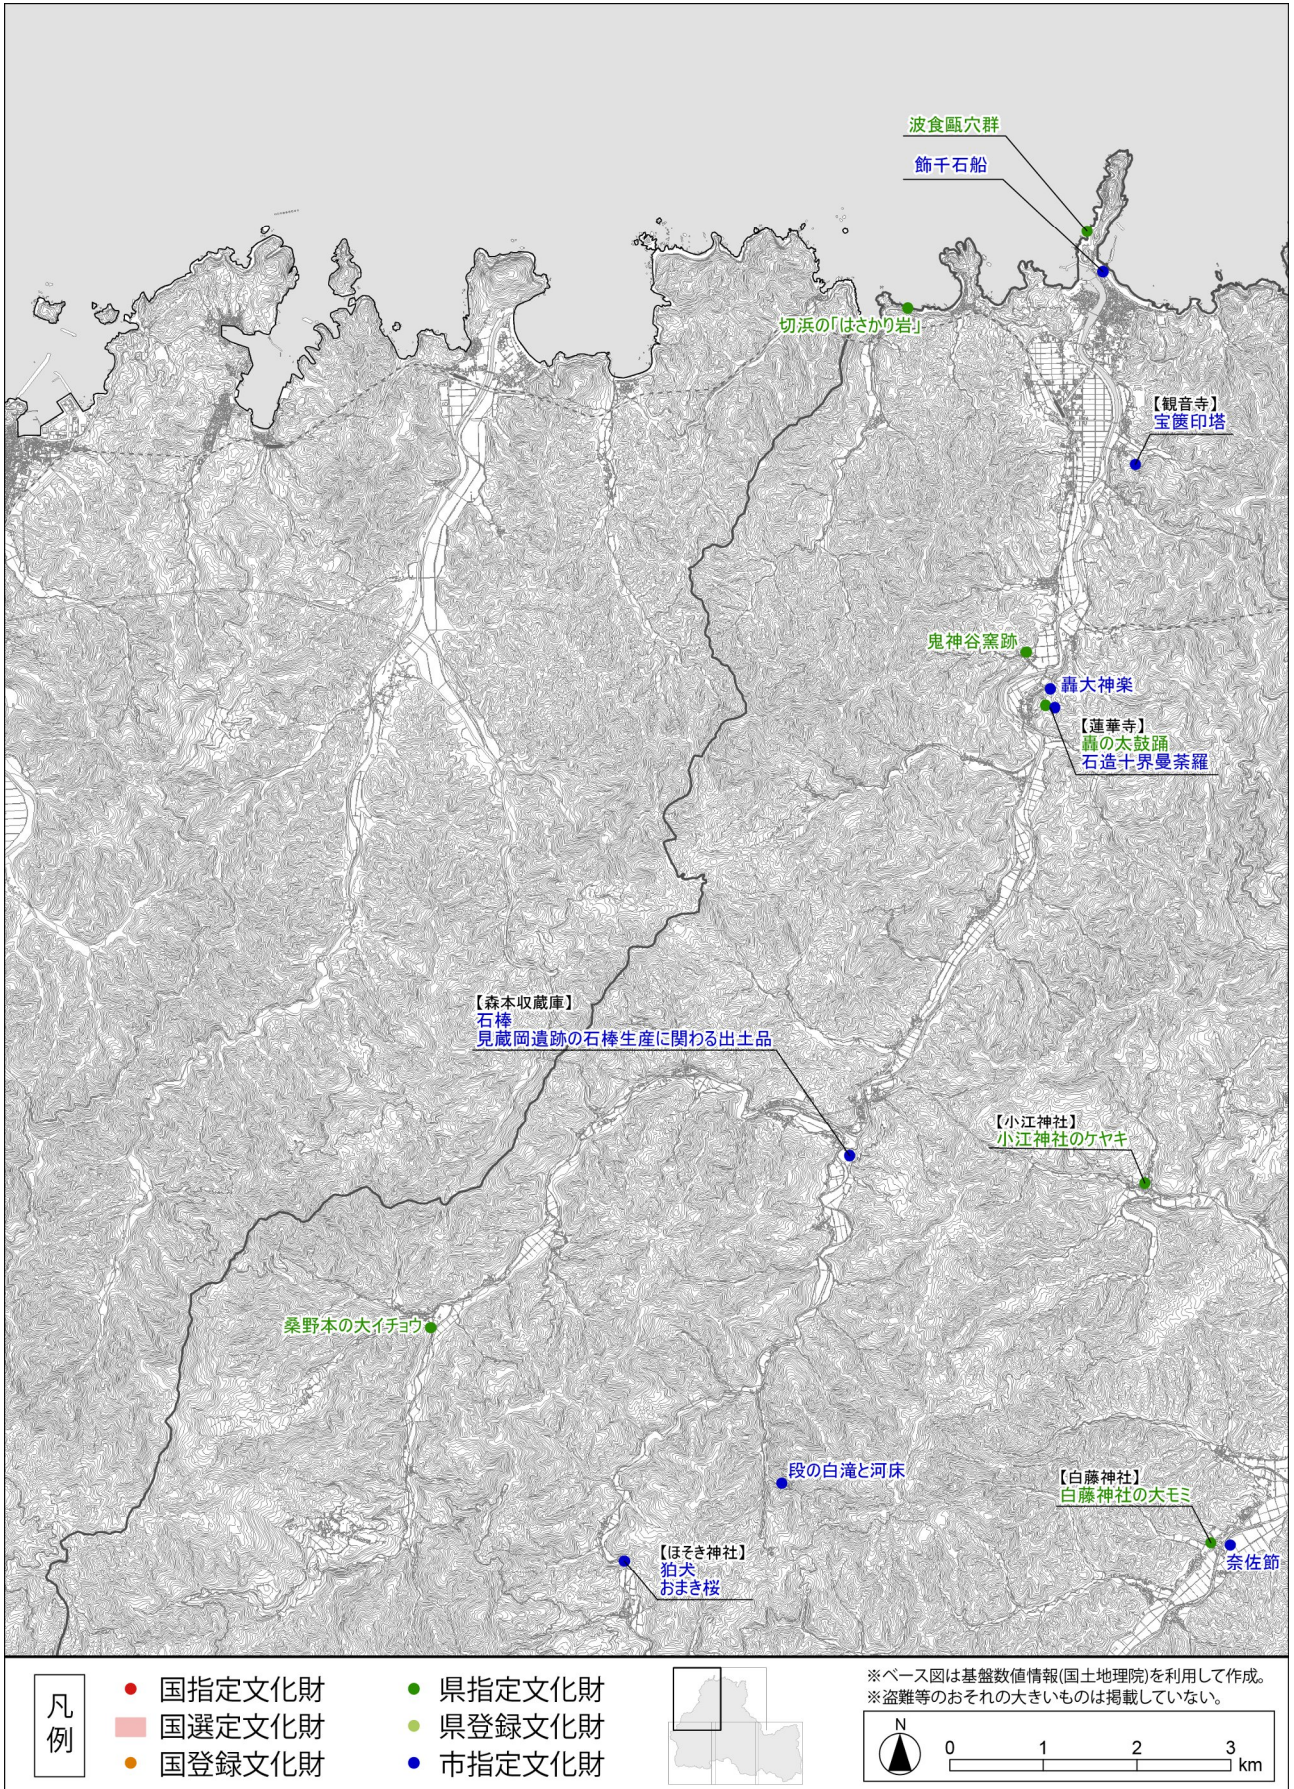 波食甌穴群
飾千石船
切浜の「はさかり岩」
【観音寺】
宝篋印塔
鬼神谷窯跡
轟大神楽
【蓮華寺】
轟の太鼓踊
石造十界曼荼羅
【森本収蔵庫】
石棒
見蔵岡遺跡の石棒生産に関わる出土品
【小江神社】
小江神社のケヤキ
桑野本の大イチョウ
段の白滝と河床
【白藤神社】
白藤神社の大モミ
奈佐節
【ほそき神社】
狛犬
おまき桜
凡例
国指定文化財
国選定文化財
国登録文化財
県指定文化財
県登録文化財
市指定文化財
※ベース図は基盤数値情報(国土地理院)を利用して作成。
※盗難等のおそれの大きいものは掲載していない。
N
0 1 2 3 km